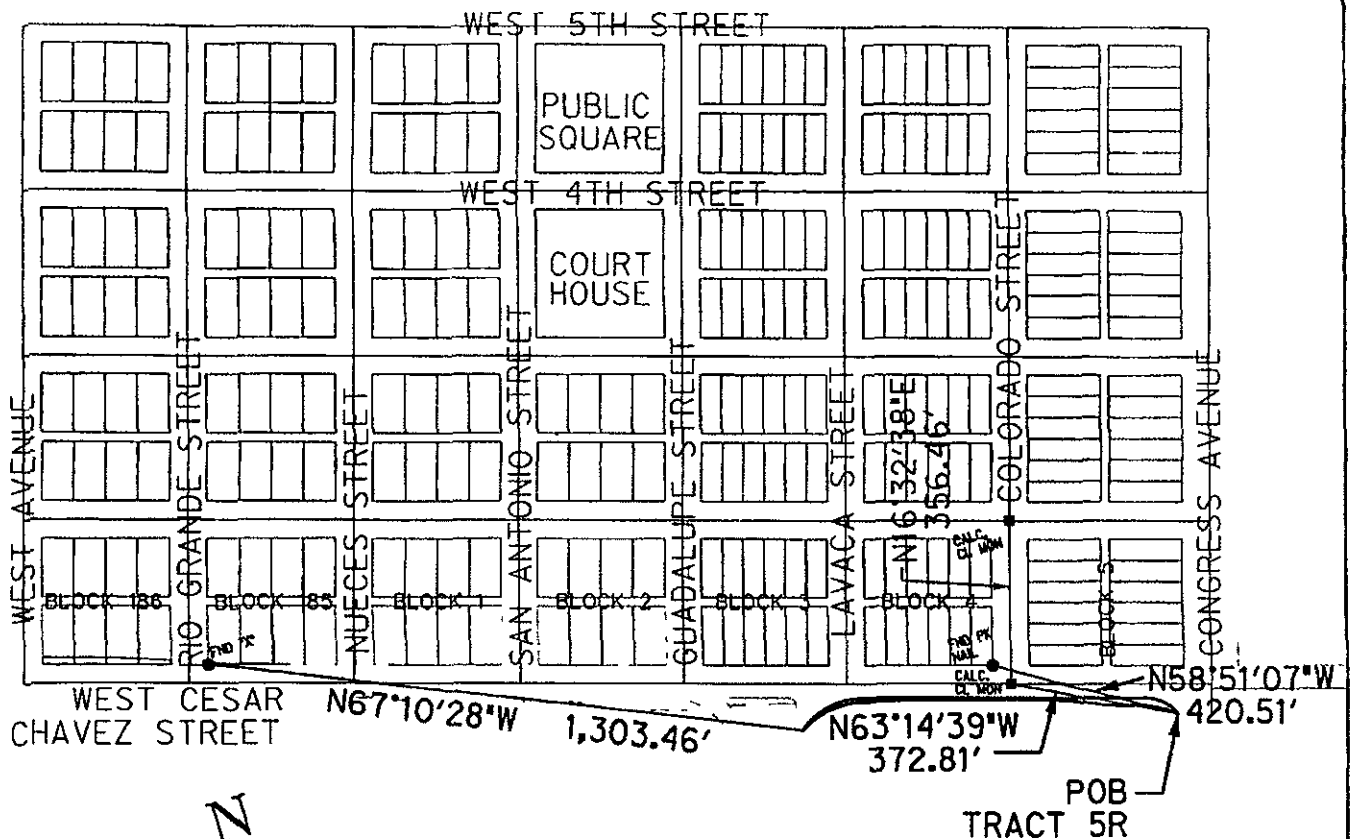 WEST 5TH STREET
PUBLIC
SQUARE
WEST 4TH STREET
COURT
HOUSE
WEST AVENUE
RIO GRANDE STREET
NUECES STREET
SAN ANTONIO STREET
GUADALUPE STREET
LAVACA STREET
N16°32'38"E
356.46'
COLORADO STREET
CONGRESS AVENUE
CALC.
CL MON
BLOCK 186
BLOCK 185
BLOCK 1
BLOCK 2
BLOCK 3
BLOCK 4
BLOCK 5
FND "X"
FND PK
NAIL
CALC.
CL MON
WEST CESAR
CHAVEZ STREET
N67°10'28"W
1,303.46'
N63°14'39"W
372.81'
N58°51'07"W
420.51'
POB
TRACT 5R
N